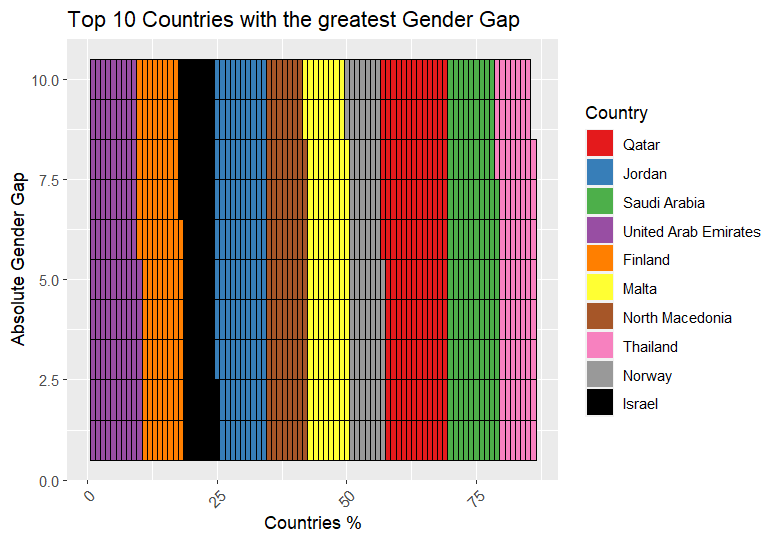 Top 10 Countries with the greatest Gender Gap
Absolute Gender Gap
10.0
7.5
5.0
2.5
0.0
0
25
50
75
Countries %
Country
Qatar
Jordan
Saudi Arabia
United Arab Emirates
Finland
Malta
North Macedonia
Thailand
Norway
Israel